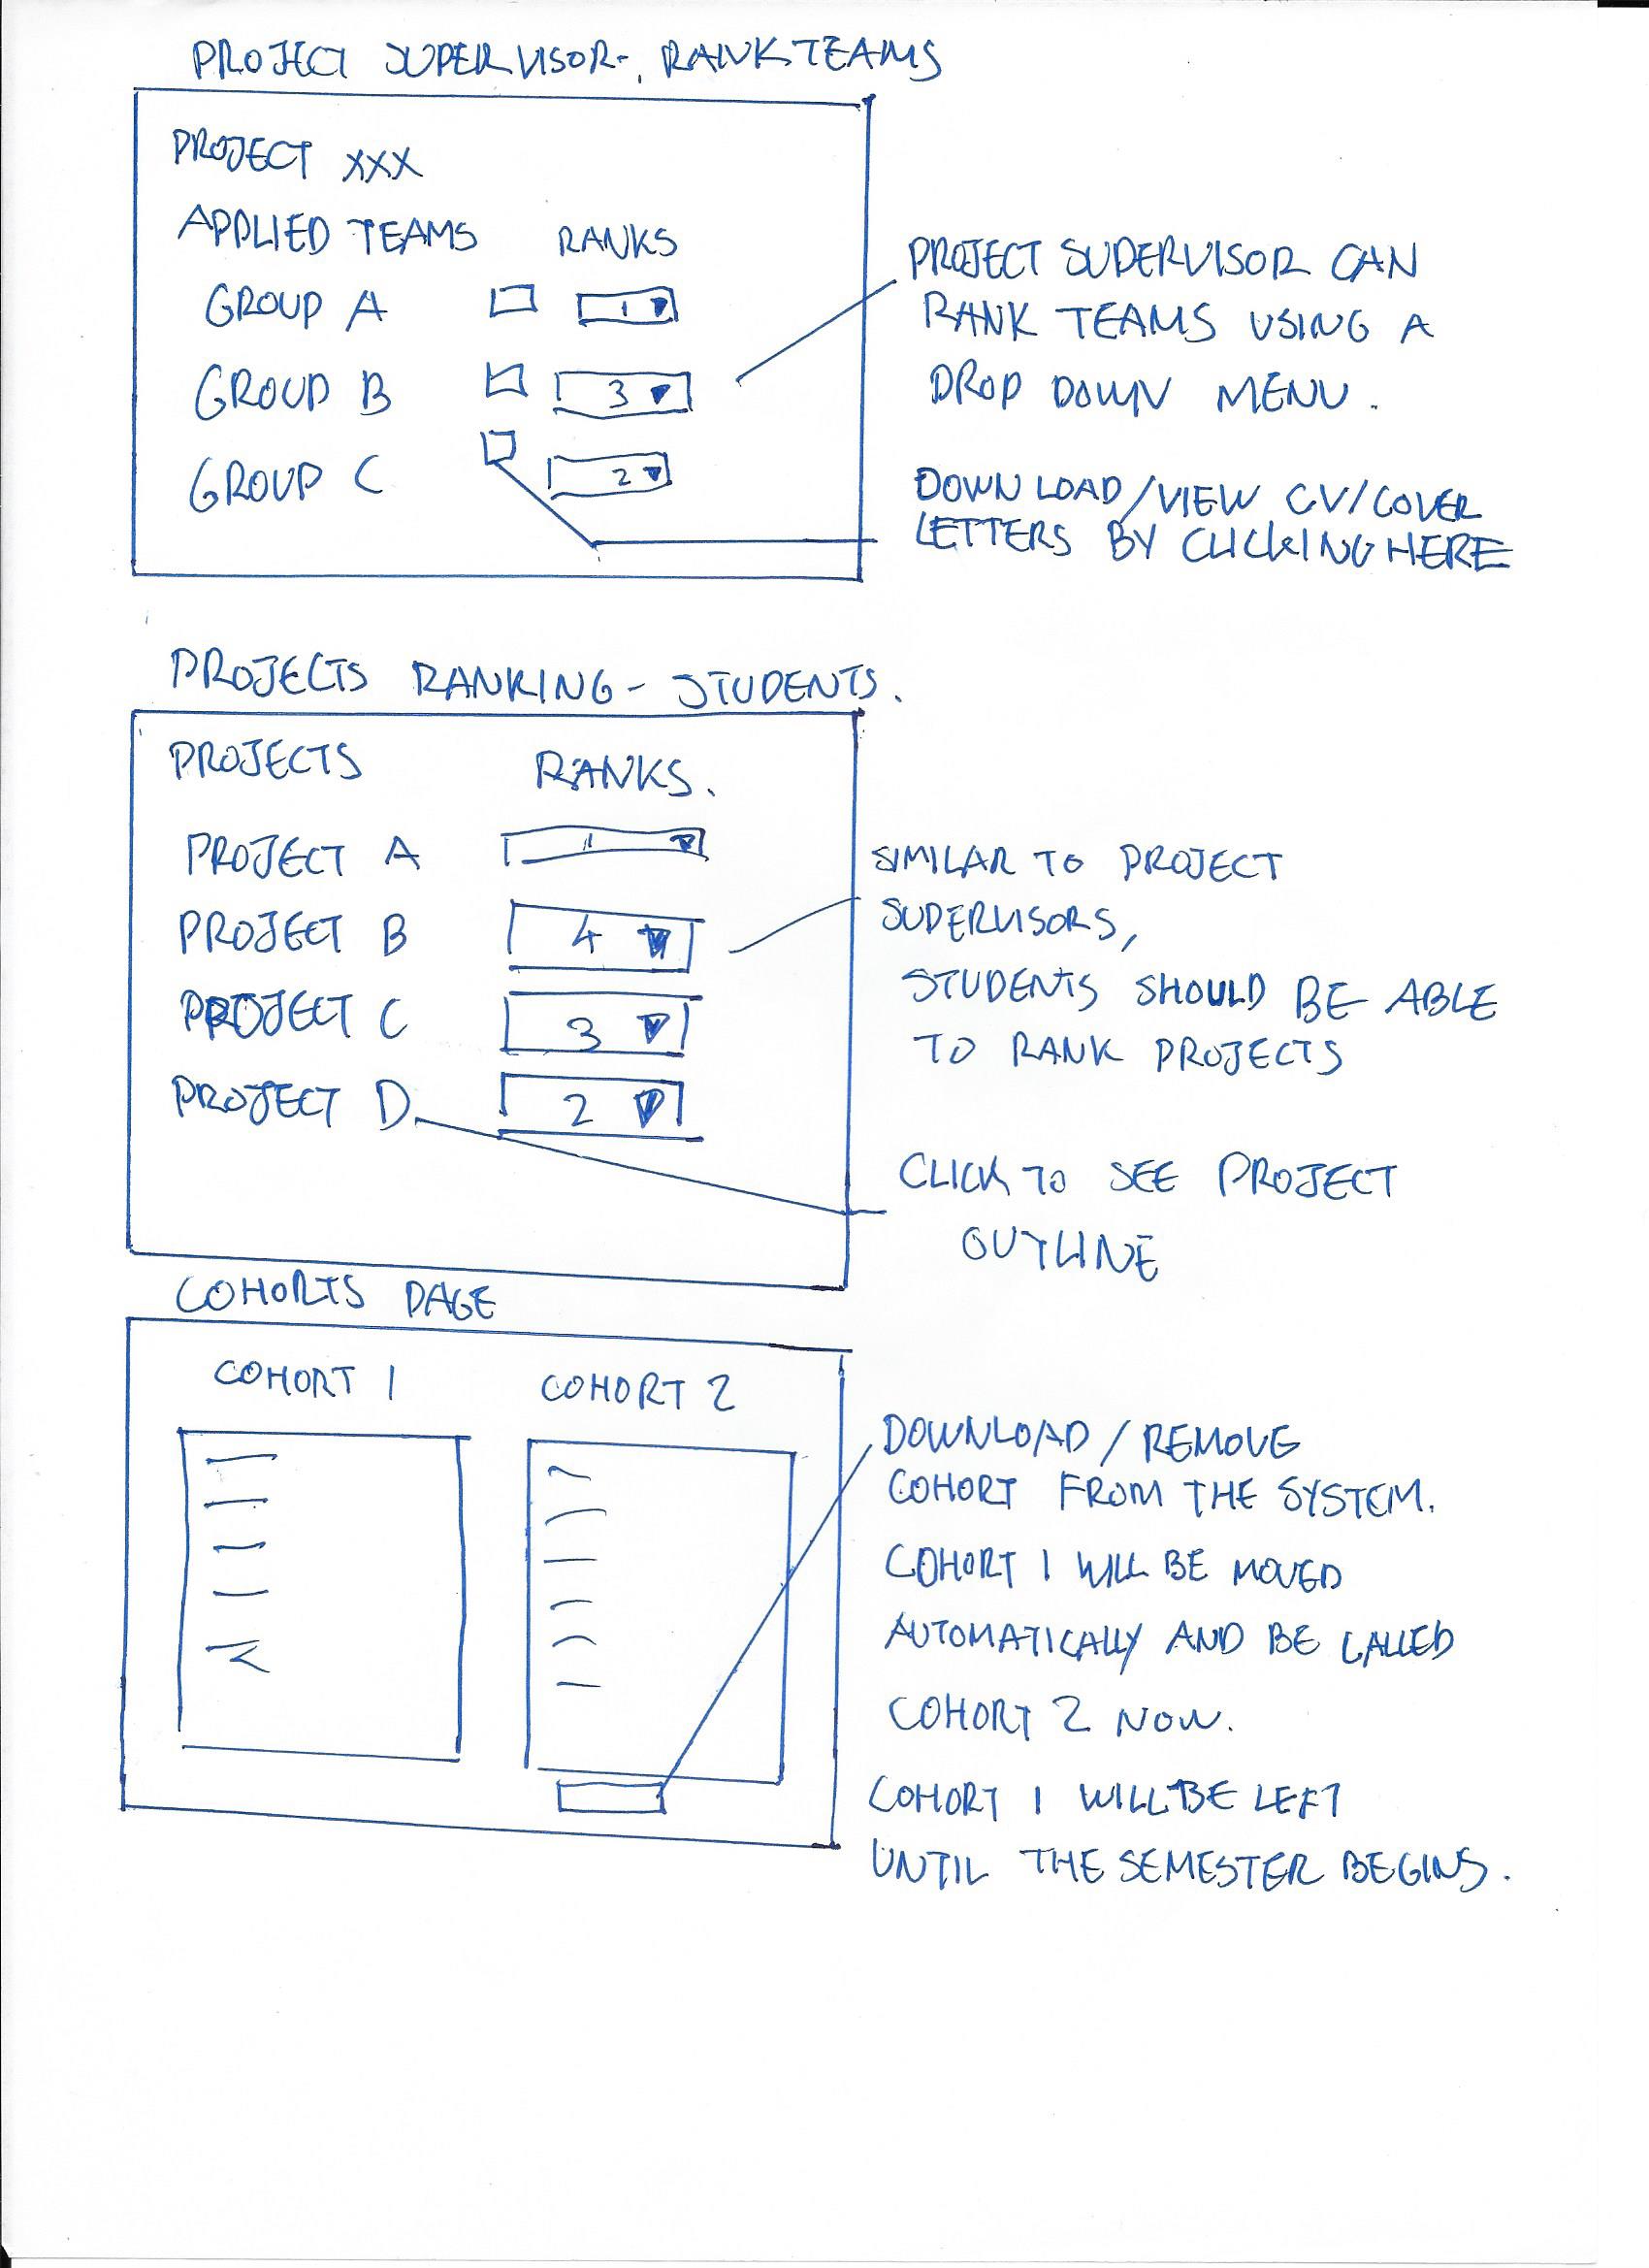 PROJECT SUPERVISOR - RANK TEAMS
PROJECT XXX
APPLIED TEAMS RANKS
GROUP A 1
GROUP B 3
GROUP C 2
PROJECT SUPERVISOR CAN
RANK TEAMS USING A
DROP DOWN MENU.
DOWNLOAD/VIEW CV/COVER
LETTERS BY CLICKING HERE
PROJECTS RANKING - STUDENTS.
PROJECTS RANKS.
PROJECT A 1
PROJECT B 4
PROJECT C 3
PROJECT D 2
SIMILAR TO PROJECT
SUPERVISORS,
STUDENTS SHOULD BE ABLE
TO RANK PROJECTS
CLICK TO SEE PROJECT
OUTLINE
COHORTS PAGE
COHORT 1 COHORT 2
DOWNLOAD / REMOVE
COHORT FROM THE SYSTEM.
COHORT 1 WILL BE MOVED
AUTOMATICALLY AND BE CALLED
COHORT 2 NOW.
COHORT 1 WILL BE LEFT
UNTIL THE SEMESTER BEGINS.